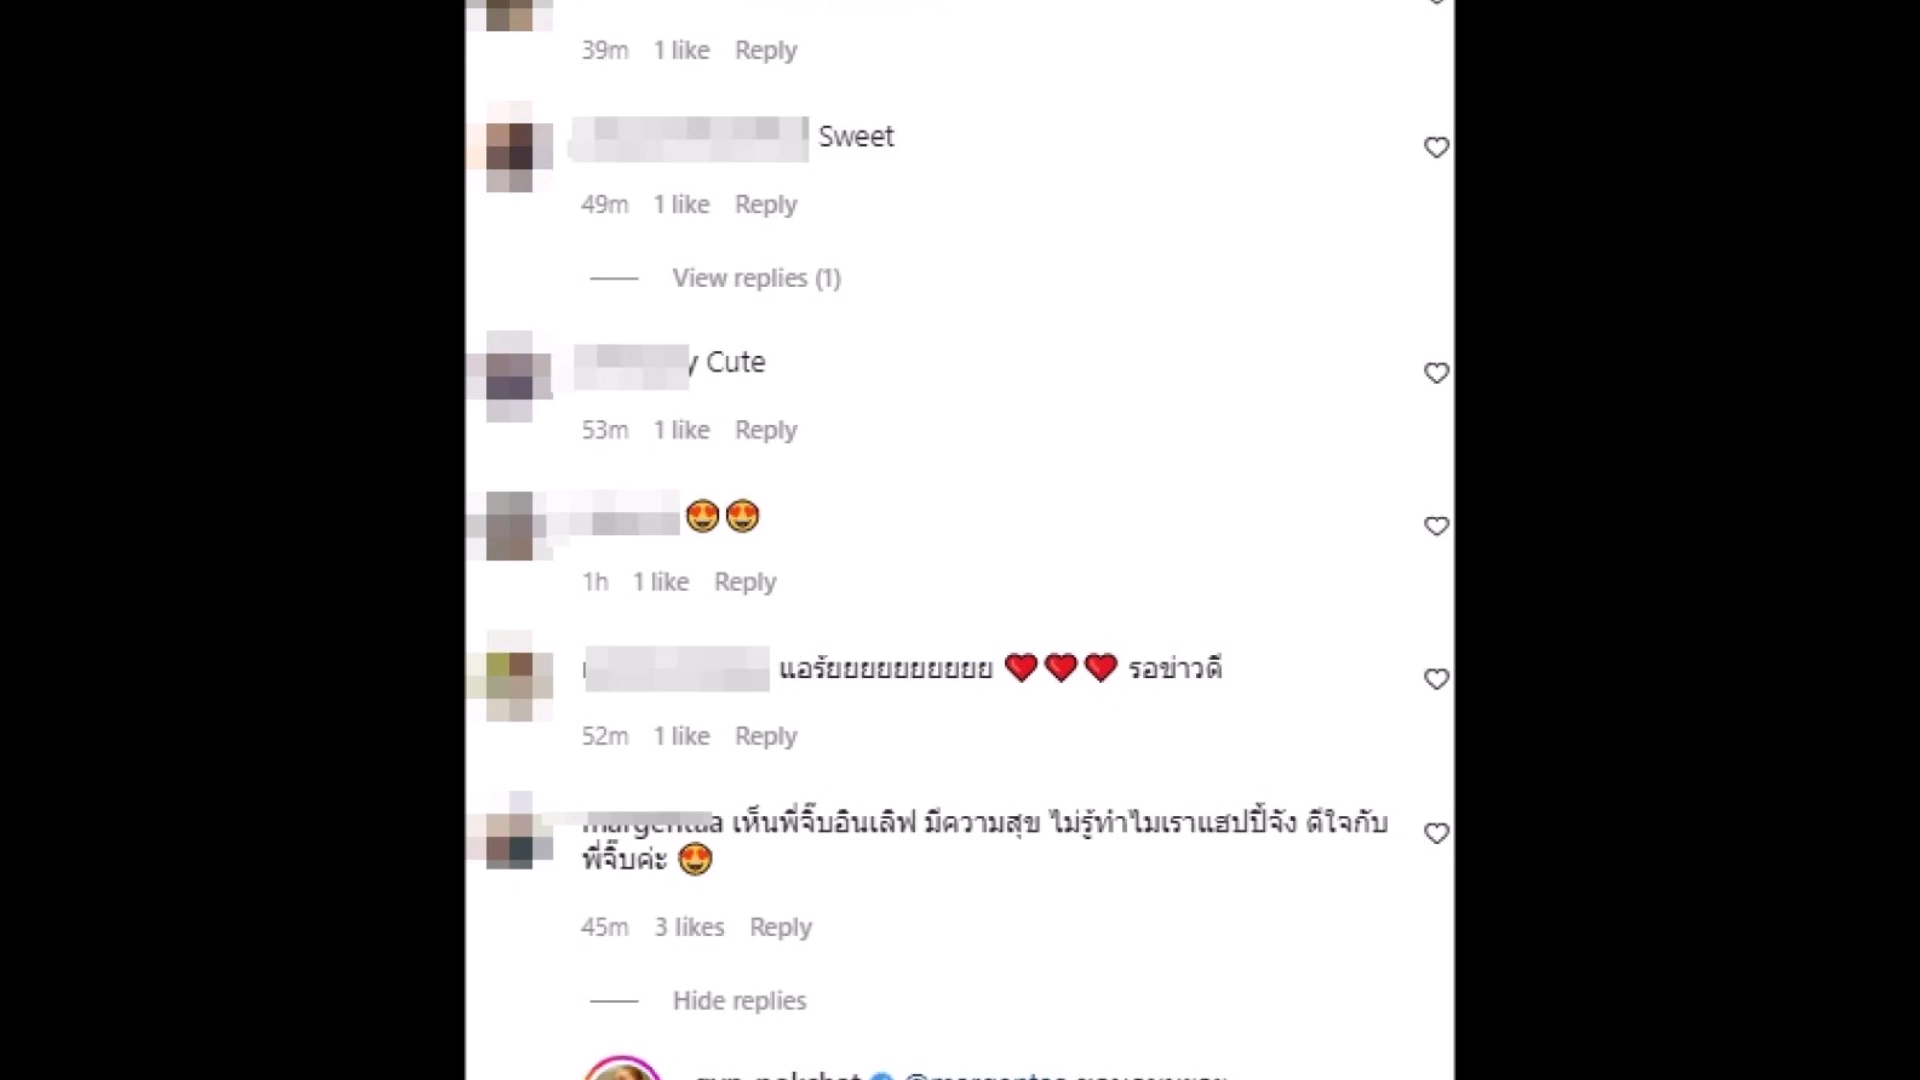 39m 1 like Reply
Sweet
49m 1 like Reply
View replies (1)
y Cute
53m 1 like Reply
😍😍
1h 1 like Reply
แอร้ยยยยยยยยยยย ❤️❤️❤️ รอข่าวดี
52m 1 like Reply
เห็นพี่จิ๊บอินเลิฟ มีความสุข ไม่รู้ทำไมเราแฮปปี้จัง ดีใจกับ
พี่จิ๊บค่ะ 😍
45m 3 likes Reply
Hide replies